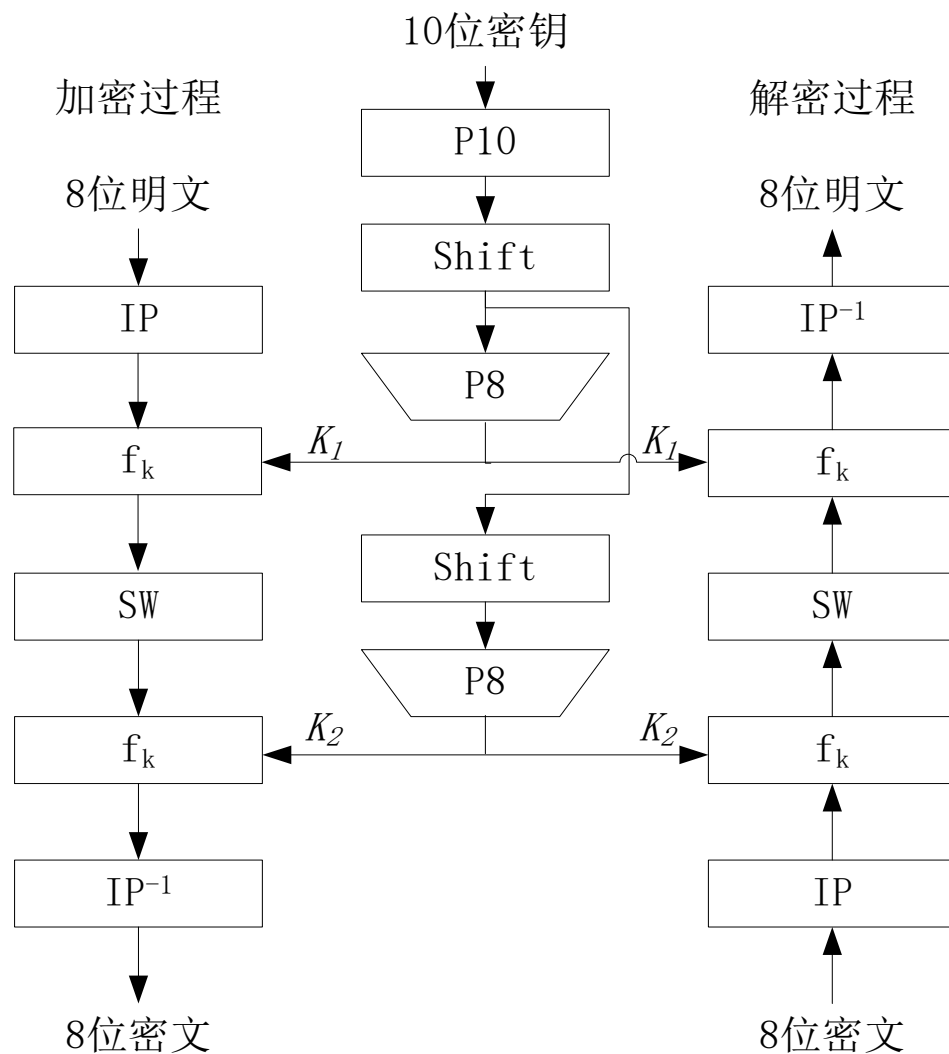 10位密钥
加密过程
解密过程
P10
8位明文
8位明文
Shift
IP
IP⁻¹
P8
K₁
K₁
fₖ
fₖ
Shift
SW
SW
P8
K₂
K₂
fₖ
fₖ
IP⁻¹
IP
8位密文
8位密文